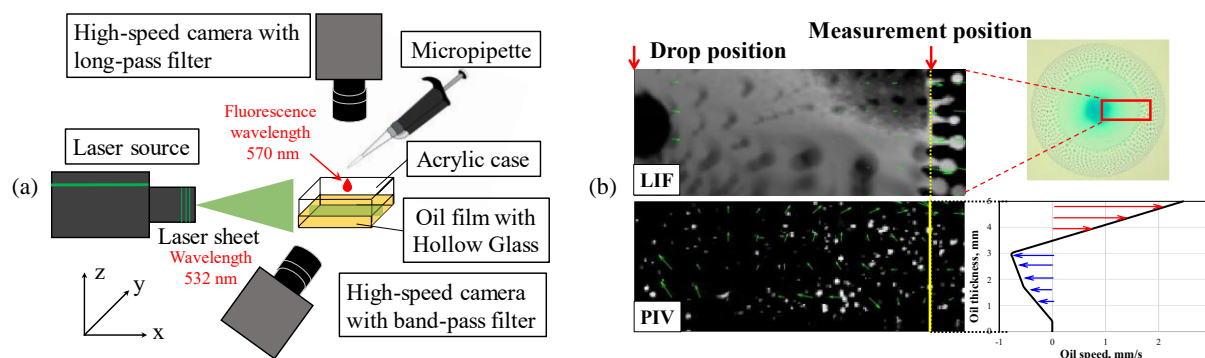 (a)
High-speed camera with
long-pass filter
Micropipette
Fluorescence
wavelength
570 nm
Laser source
Acrylic case
Oil film with
Hollow Glass
Laser sheet
Wavelength
532 nm
High-speed camera
with band-pass filter
z
y
x
(b)
Drop position
Measurement position
LIF
PIV
Oil thickness, mm
5
4
3
2
1
0
-1
0
1
2
Oil speed, mm/s